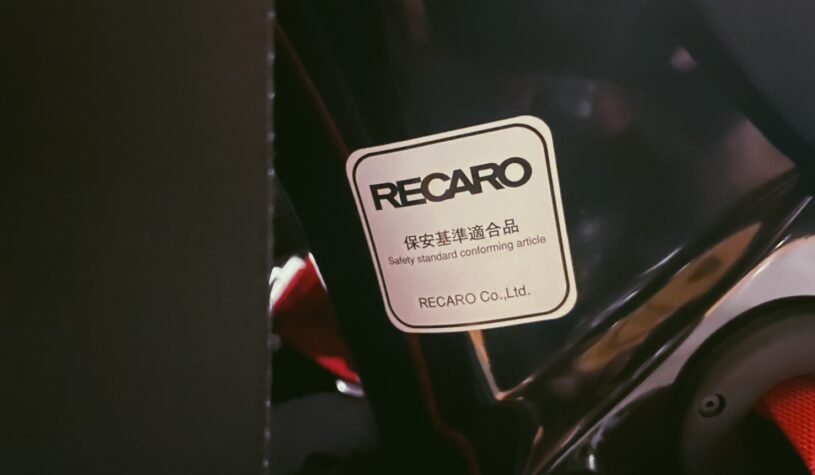 RECARO
保安基準適合品
Safety standard conforming article
RECARO Co.,Ltd.